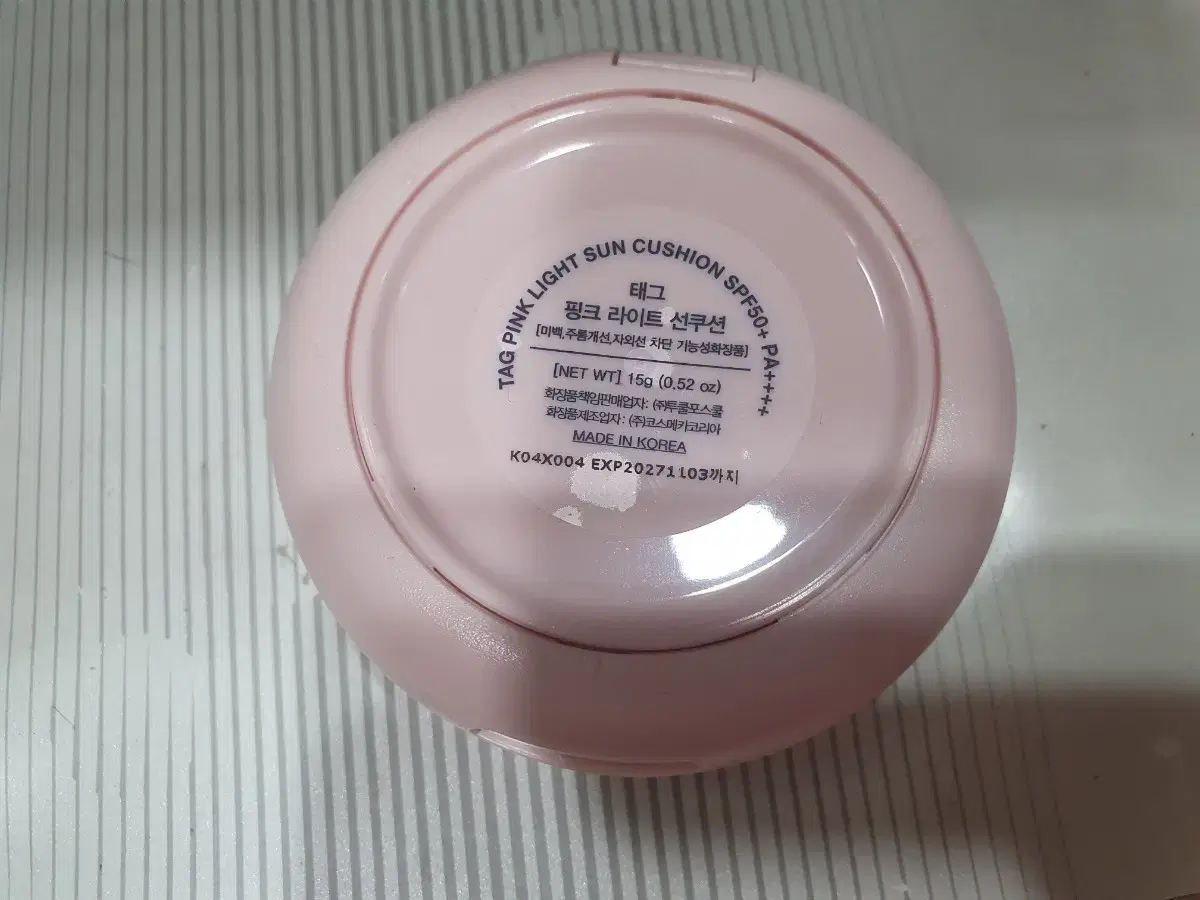 TAG PINK LIGHT SUN CUSHION SPF50+ PA++++
태그
핑크 라이트 선쿠션
[미백,주름개선,자외선 차단 기능성화장품]
[NET WT] 15g (0.52 oz)
화장품책임판매업자: ㈜투쿨포스쿨
화장품제조업자: (주)코스메카코리아
MADE IN KOREA
K04X004 EXP20271103까지